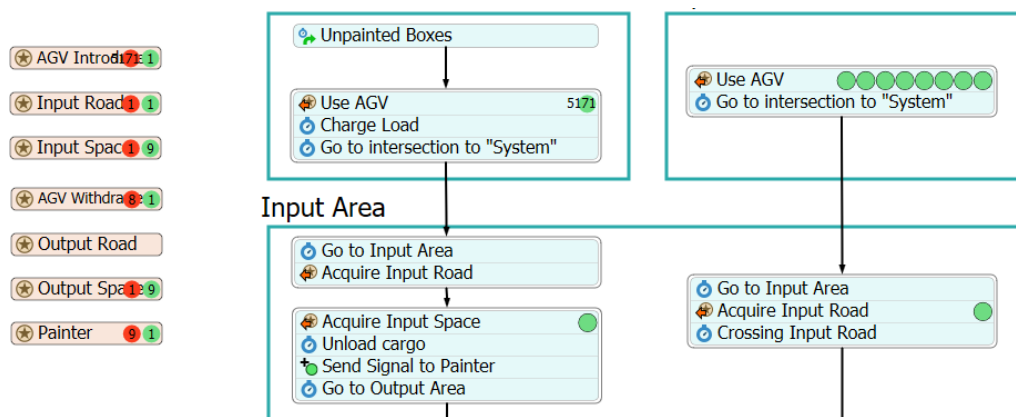 AGV Introd 5171 1
Input Road 1 1
Input Spac 1 9
AGV Withdra 8 1
Output Road
Output Spa 1 9
Painter 9 1
Unpainted Boxes
Use AGV 5171
Charge Load
Go to intersection to "System"
Use AGV
Go to intersection to "System"
Input Area
Go to Input Area
Acquire Input Road
Acquire Input Space
Unload cargo
Send Signal to Painter
Go to Output Area
Go to Input Area
Acquire Input Road
Crossing Input Road